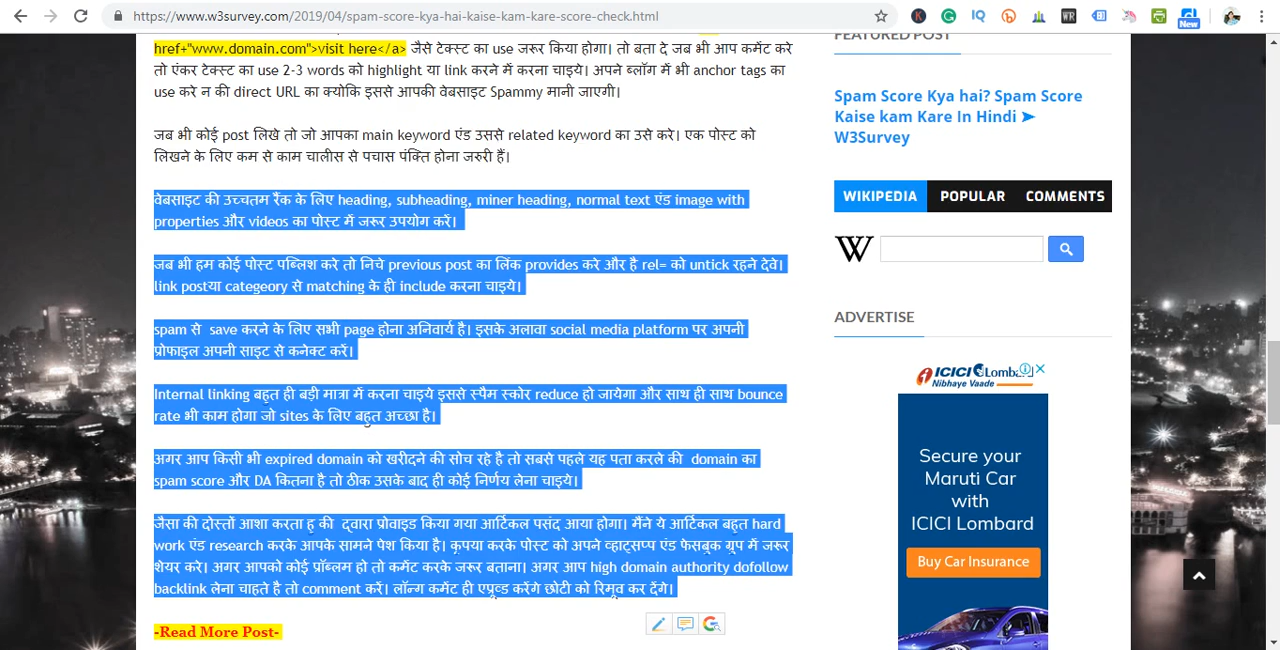 https://www.w3survey.com/2019/04/spam-score-kya-hai-kaise-kam-kare-score-check.html
New
href="www.domain.com">visit here</a> जैसे टेक्स्ट का use जरूर किया होगा। तो बता दे जब भी आप कमेंट करे
तो एंकर टेक्स्ट का use 2-3 words को highlight या link करने में करना चाइये। अपने ब्लॉग में भी anchor tags का
use करे न की direct URL का क्योकि इससे आपकी वेबसाइट Spammy मानी जाएगी।
जब भी कोई post लिखे तो जो आपका main keyword एंड उससे related keyword का उसे करे। एक पोस्ट को
लिखने के लिए कम से काम चालीस से पचास पंक्ति होना जरुरी हैं।
वेबसाइट की उच्चतम रैंक के लिए heading, subheading, miner heading, normal text एंड image with
properties और videos का पोस्ट में जरूर उपयोग करें।
जब भी हम कोई पोस्ट पब्लिश करे तो निचे previous post का लिंक provides करे और है rel= को untick रहने देवे।
link postया categeory से matching के ही include करना चाइये।
spam से  save करने के लिए सभी page होना अनिवार्य है। इसके अलावा social media platform पर अपनी
प्रोफाइल अपनी साइट से कनेक्ट करें।
Internal linking बहुत ही बड़ी मात्रा में करना चाइये इससे स्पैम स्कोर reduce हो जायेगा और साथ ही साथ bounce
rate भी काम होगा जो sites के लिए बहुत अच्छा है।
अगर आप किसी भी expired domain को खरीदने की सोच रहे है तो सबसे पहले यह पता करले की  domain का
spam score और DA कितना है तो ठीक उसके बाद ही कोई निर्णय लेना चाइये।
जैसा की दोस्तों आशा करता हु की  द्वारा प्रोवाइड किया गया आर्टिकल पसंद आया होगा। मैंने ये आर्टिकल बहुत hard
work एंड research करके आपके सामने पेश किया है। कृपया करके पोस्ट को अपने व्हाट्सप्प एंड फेसबुक ग्रुप में जरूर
शेयर करे। अगर आपको कोई प्रॉब्लम हो तो कमेंट करके जरूर बताना। अगर आप high domain authority dofollow
backlink लेना चाहते है तो comment करें। लॉन्ग कमेंट ही एप्रूव्ड करेंगे छोटी को रिमूव कर देंगे।
-Read More Post-
FEATURED POST
Spam Score Kya hai? Spam Score
Kaise kam Kare In Hindi ➤
W3Survey
WIKIPEDIA POPULAR COMMENTS
W
ADVERTISE
ICICI Lomba
Nibhaye Vaade
Secure your
Maruti Car
with
ICICI Lombard
Buy Car Insurance